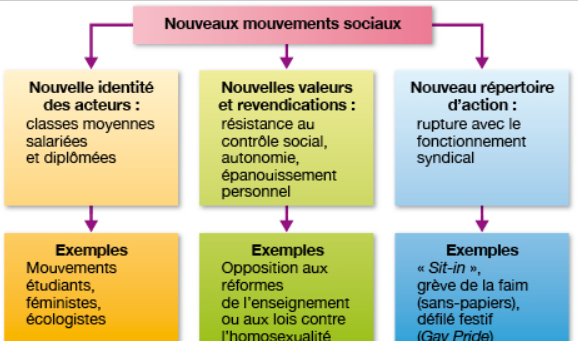 Nouveaux mouvements sociaux
Nouvelle identité
des acteurs :
classes moyennes
salariées
et diplômées
Nouvelles valeurs
et revendications :
résistance au
contrôle social,
autonomie,
épanouissement
personnel
Nouveau répertoire
d'action :
rupture avec le
fonctionnement
syndical
Exemples
Mouvements
étudiants,
féministes,
écologistes
Exemples
Opposition aux
réformes
de l'enseignement
ou aux lois contre
l'homosexualité
Exemples
« Sit-in »,
grève de la faim
(sans-papiers),
défilé festif
(Gay Pride)